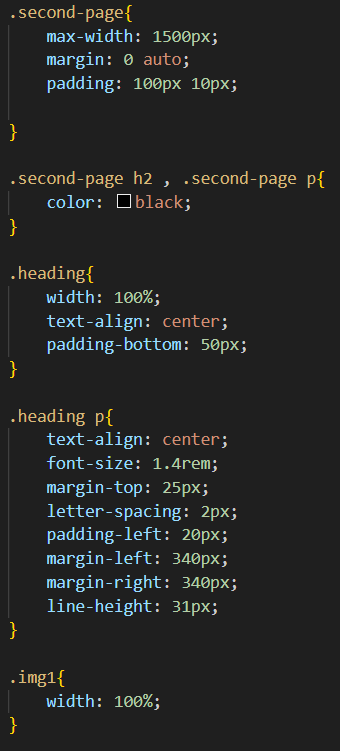 .second-page{
    max-width: 1500px;
    margin: 0 auto;
    padding: 100px 10px;
}
.second-page h2 , .second-page p{
    color: black;
}
.heading{
    width: 100%;
    text-align: center;
    padding-bottom: 50px;
}
.heading p{
    text-align: center;
    font-size: 1.4rem;
    margin-top: 25px;
    letter-spacing: 2px;
    padding-left: 20px;
    margin-left: 340px;
    margin-right: 340px;
    line-height: 31px;
}
.img1{
    width: 100%;
}